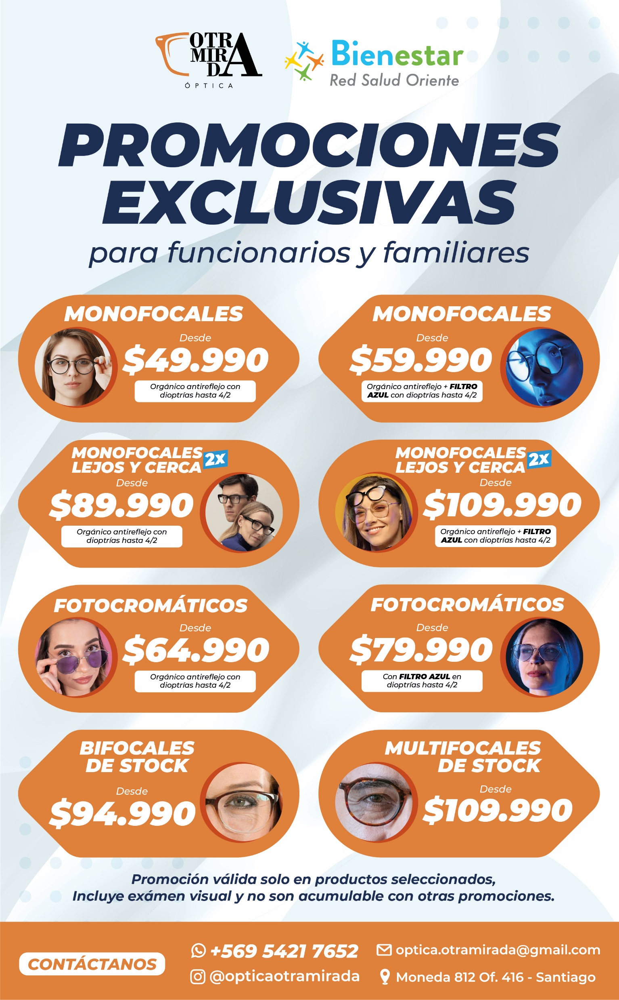 OTRA
MIRADA
ÓPTICA
Bienestar
Red Salud Oriente
PROMOCIONES
EXCLUSIVAS
para funcionarios y familiares
MONOFOCALES
Desde
$49.990
Orgánico antireflejo con
dioptrías hasta 4/2
MONOFOCALES
Desde
$59.990
Orgánico antireflejo + FILTRO
AZUL con dioptrías hasta 4/2
MONOFOCALES
LEJOS Y CERCA
2x
Desde
$89.990
Orgánico antireflejo con
dioptrías hasta 4/2
MONOFOCALES
LEJOS Y CERCA
2x
Desde
$109.990
Orgánico antireflejo + FILTRO
AZUL con dioptrías hasta 4/2
FOTOCROMÁTICOS
Desde
$64.990
Orgánico antireflejo con
dioptrías hasta 4/2
FOTOCROMÁTICOS
Desde
$79.990
Con FILTRO AZUL en
dioptrías hasta 4/2
BIFOCALES
DE STOCK
Desde
$94.990
MULTIFOCALES
DE STOCK
Desde
$109.990
Promoción válida solo en productos seleccionados,
Incluye exámen visual y no son acumulable con otras promociones.
CONTÁCTANOS
+569 5421 7652
@opticaotramirada
optica.otramirada@gmail.com
Moneda 812 Of. 416 - Santiago